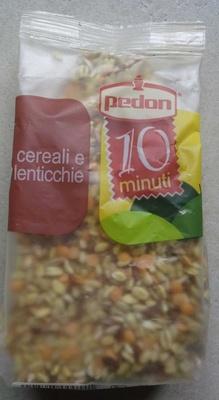 pedon
10
minuti
cereali e
lenticchie